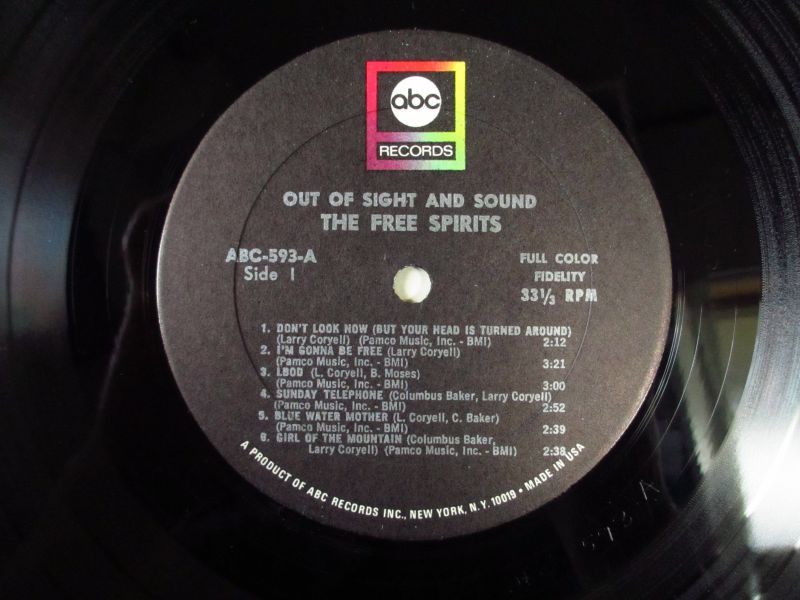 abc
RECORDS
OUT OF SIGHT AND SOUND
THE FREE SPIRITS
ABC-593-A
Side 1
FULL COLOR
FIDELITY
33 1/3 RPM
1. DON'T LOOK NOW (BUT YOUR HEAD IS TURNED AROUND)
(Larry Coryell) (Pamco Music, Inc. - BMI) 2:12
2. I'M GONNA BE FREE (Larry Coryell)
(Pamco Music, Inc. - BMI) 3:21
3. LBOD (L. Coryell, B. Moses)
(Pamco Music, Inc. - BMI) 3:00
4. SUNDAY TELEPHONE (Columbus Baker, Larry Coryell)
(Pamco Music, Inc. - BMI) 2:52
5. BLUE WATER MOTHER (L. Coryell, C. Baker)
(Pamco Music, Inc. - BMI) 2:39
6. GIRL OF THE MOUNTAIN (Columbus Baker,
Larry Coryell) (Pamco Music, Inc. - BMI) 2:38
A PRODUCT OF ABC RECORDS INC., NEW YORK, N.Y. 10019 • MADE IN USA